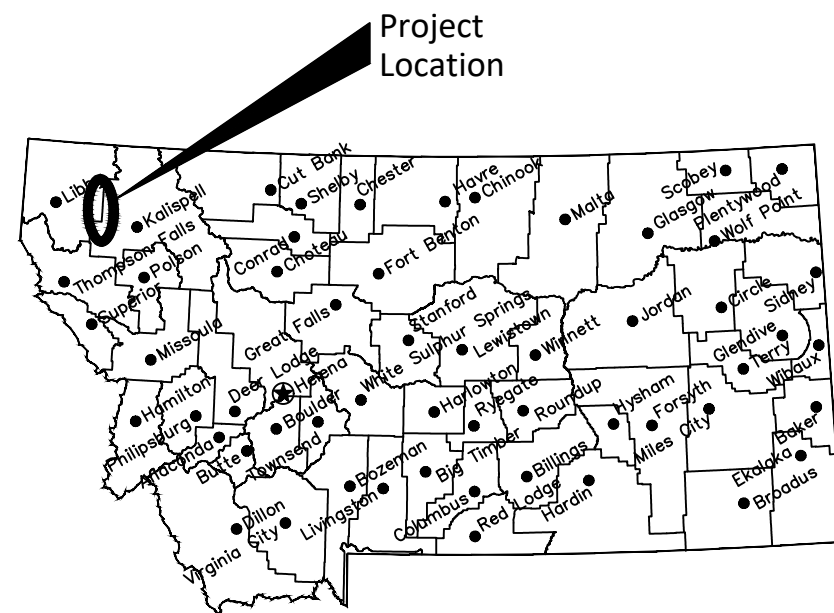 Project
Location
Libby
Kalispell
Cut Bank
Shelby
Chester
Havre
Chinook
Malta
Scobey
Plentywood
Glasgow
Wolf Point
Thompson Falls
Polson
Conrad
Choteau
Fort Benton
Superior
Great Falls
Stanford
Lewistown
Winnett
Jordan
Circle
Sidney
Missoula
Deer Lodge
Helena
White Sulphur Springs
Glendive
Terry
Wibaux
Hamilton
Philipsburg
Anaconda
Butte
Boulder
Townsend
Harlowton
Ryegate
Roundup
Hysham
Forsyth
Miles City
Baker
Ekalaka
Broadus
Bozeman
Livingston
Big Timber
Columbus
Billings
Red Lodge
Hardin
Dillon
Virginia City